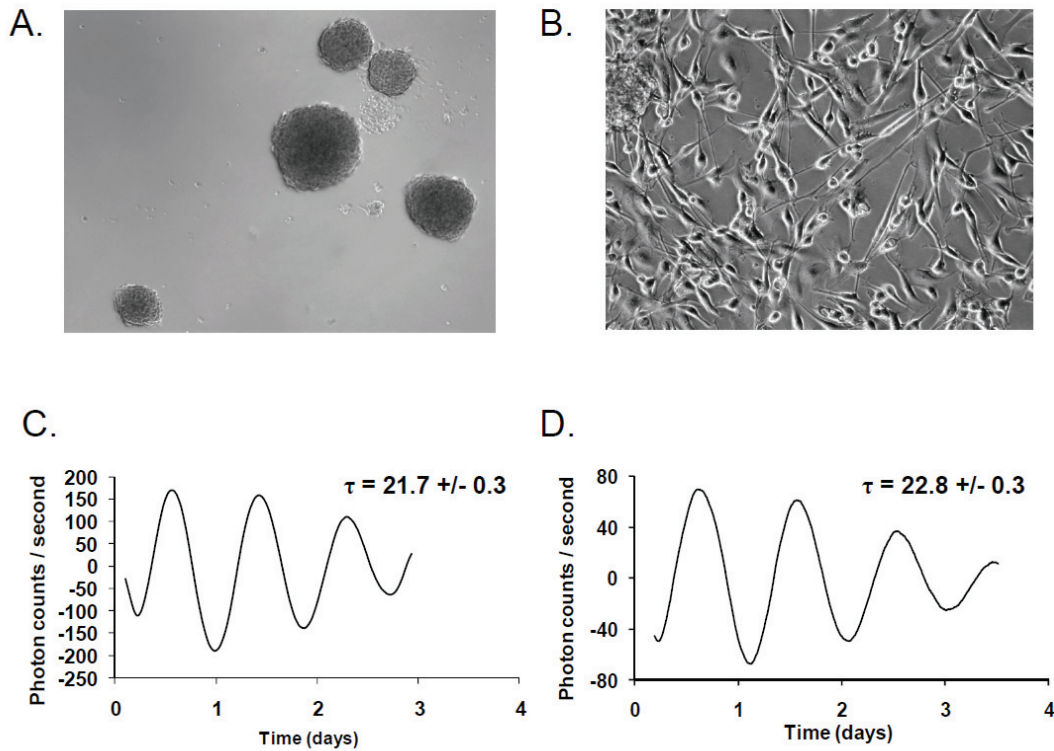 A.
B.
C.
D.
τ = 21.7 +/- 0.3
Photon counts / second
200
150
100
50
0
-50
-100
-150
-200
-250
0 1 2 3 4
Time (days)
τ = 22.8 +/- 0.3
Photon counts / second
80
40
0
-40
-80
0 1 2 3 4
Time (days)